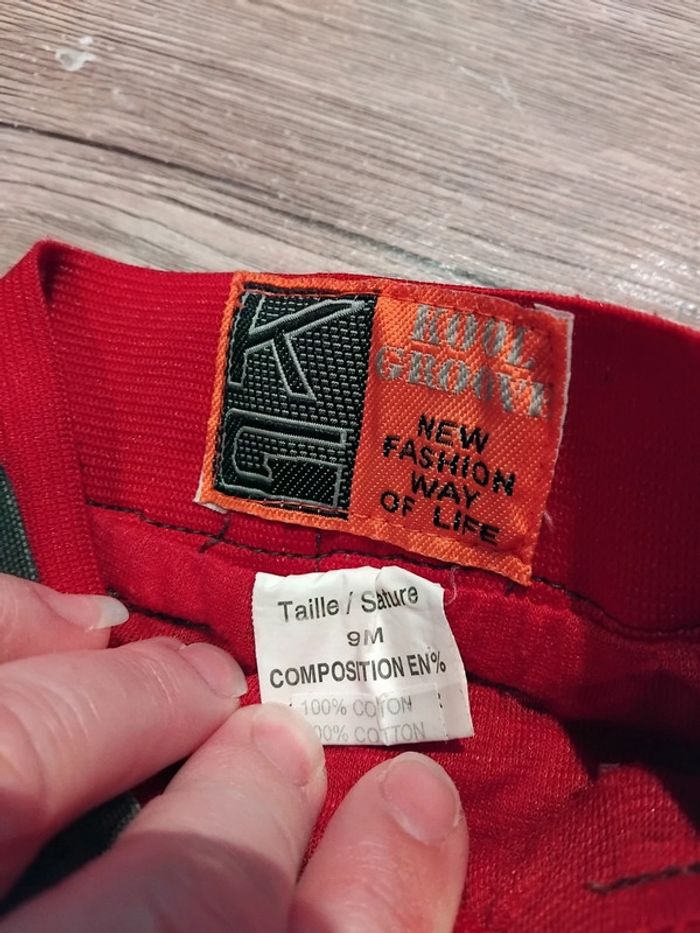 KG
KOOL
GROOVE
NEW
FASHION
WAY
OF LIFE
Taille / Sature
9M
COMPOSITION EN%
100% COTON
100% COTTON